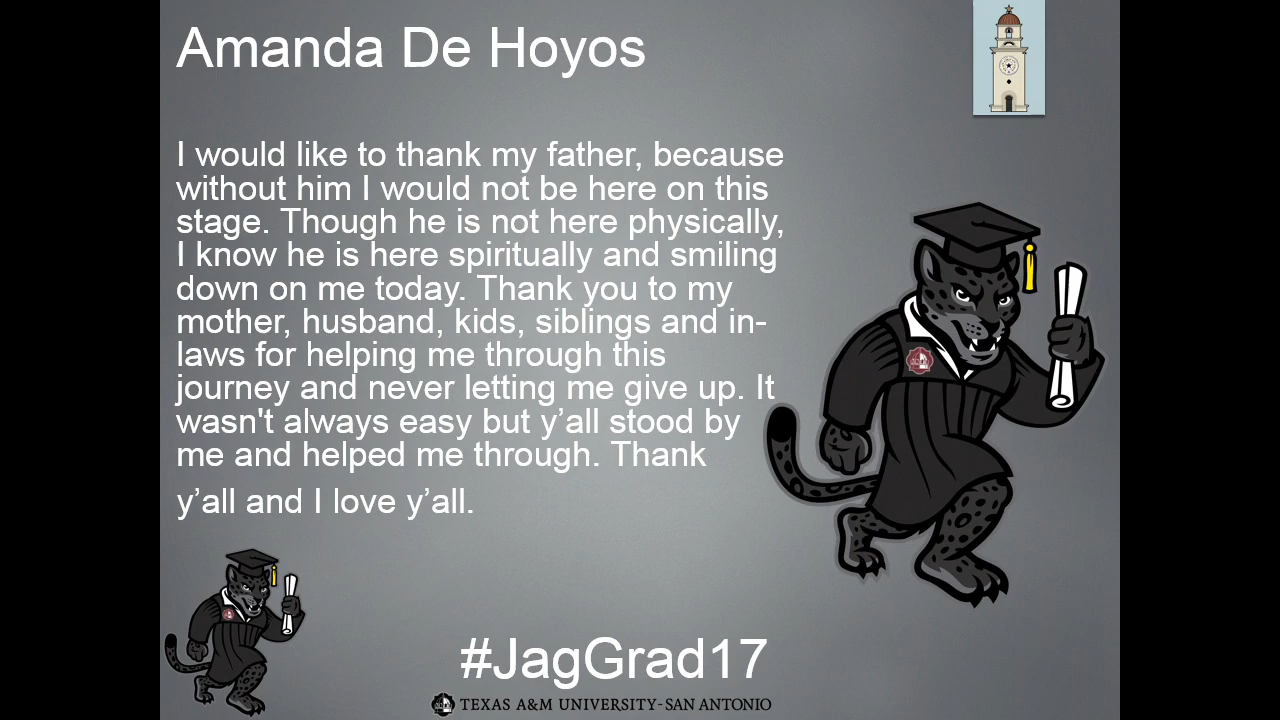 Amanda De Hoyos
I would like to thank my father, because
without him I would not be here on this
stage. Though he is not here physically,
I know he is here spiritually and smiling
down on me today. Thank you to my
mother, husband, kids, siblings and in-
laws for helping me through this
journey and never letting me give up. It
wasn't always easy but y’all stood by
me and helped me through. Thank
y’all and I love y’all.
#JagGrad17
TEXAS A&M UNIVERSITY-SAN ANTONIO